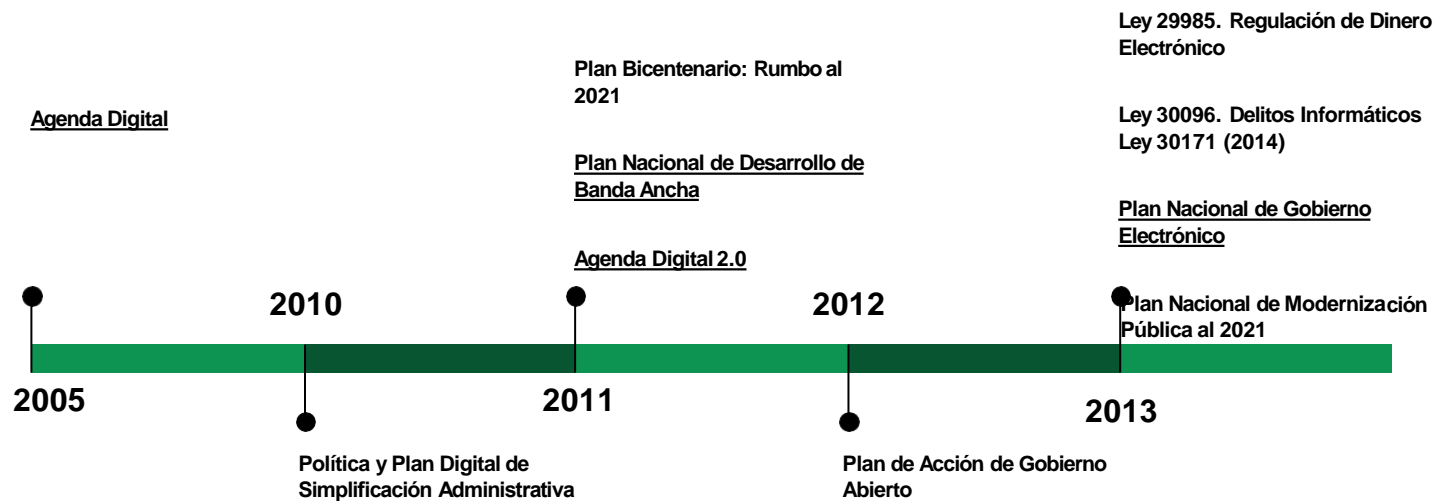 Agenda Digital
2005
2010
Política y Plan Digital de
Simplificación Administrativa
Plan Bicentenario: Rumbo al
2021
Plan Nacional de Desarrollo de
Banda Ancha
Agenda Digital 2.0
2011
2012
Plan de Acción de Gobierno
Abierto
Ley 29985. Regulación de Dinero
Electrónico
Ley 30096. Delitos Informáticos
Ley 30171 (2014)
Plan Nacional de Gobierno
Electrónico
Plan Nacional de Modernización
Pública al 2021
2013